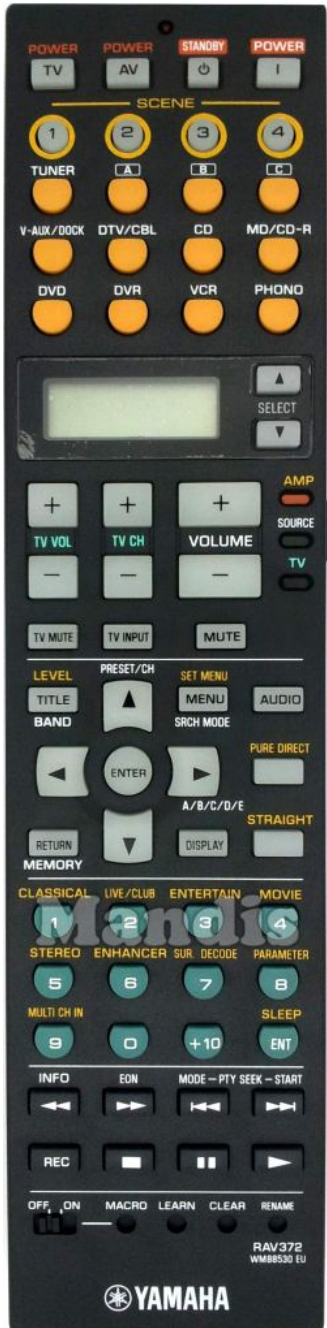 POWER POWER STANDBY POWER
TV AV I
SCENE
1 2 3 4
TUNER A B C
V-AUX/DOCK DTV/CBL CD MD/CD-R
DVD DVR VCR PHONO
SELECT
AMP
+ + +
SOURCE
TV VOL TV CH VOLUME
TV
− − −
TV MUTE TV INPUT MUTE
LEVEL PRESET/CH SET MENU
TITLE MENU AUDIO
BAND SRCH MODE
PURE DIRECT
ENTER
A/B/C/D/E
STRAIGHT
RETURN DISPLAY
MEMORY
CLASSICAL LIVE/CLUB ENTERTAIN MOVIE
1 2 3 4
Mandis
STEREO ENHANCER SUR. DECODE PARAMETER
5 6 7 8
MULTI CH IN SLEEP
9 0 +10 ENT
INFO EON MODE – PTY SEEK – START
REC
OFF ON MACRO LEARN CLEAR RENAME
RAV372
WM88530 EU
YAMAHA